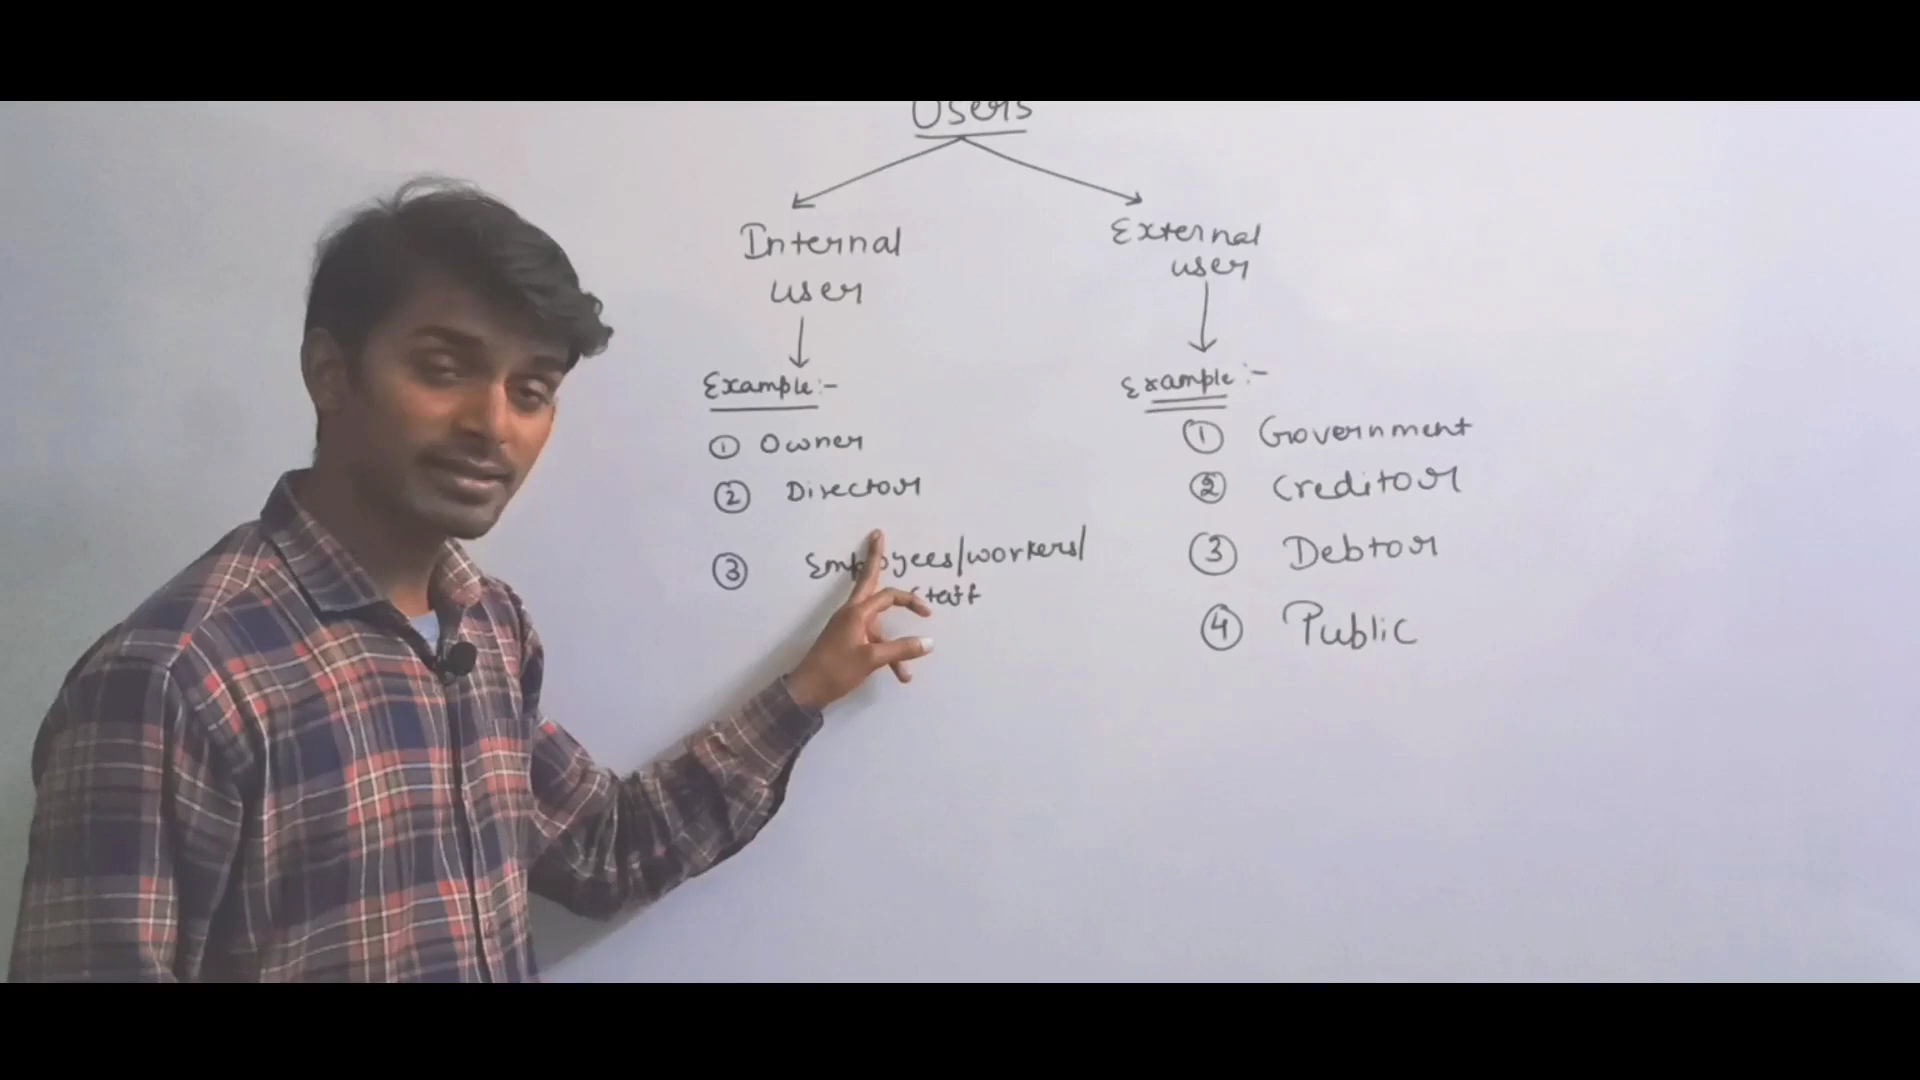 Users
Internal
user
Example:-
① Owner
② Director
③ Employees/workers/
staff
External
user
Example:-
① Government
② Creditor
③ Debtor
④ Public